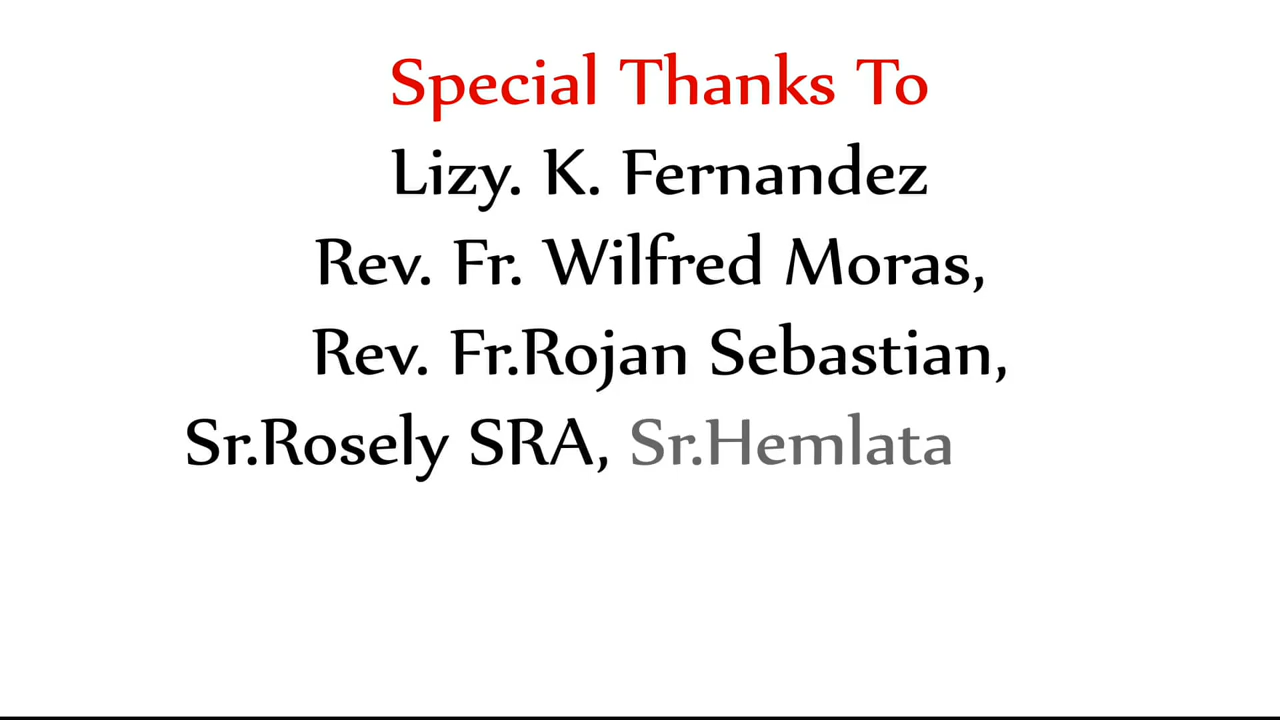 Special Thanks To
Lizy. K. Fernandez
Rev. Fr. Wilfred Moras,
Rev. Fr.Rojan Sebastian,
Sr.Rosely SRA, Sr.Hemlata